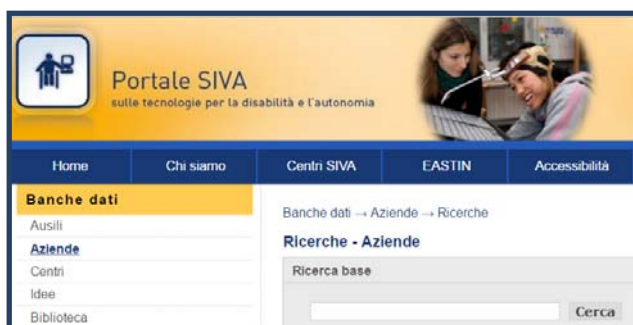 Portale SIVA
sulle tecnologie per la disabilità e l'autonomia
Home Chi siamo Centri SIVA EASTIN Accessibilità
Banche dati
Ausili
Aziende
Centri
Idee
Biblioteca
Banche dati → Aziende → Ricerche
Ricerche - Aziende
Ricerca base
Cerca